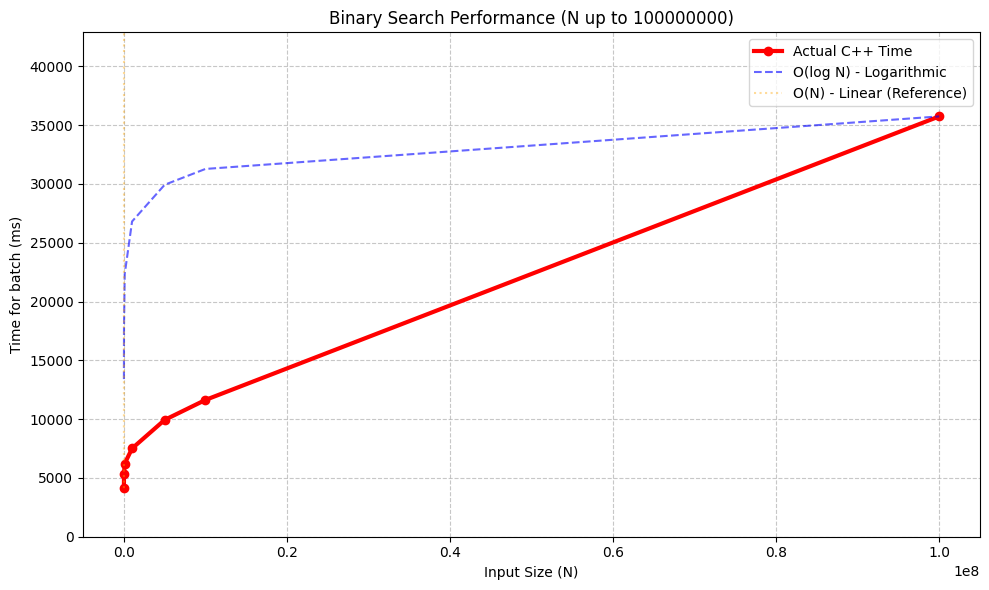 Binary Search Performance (N up to 100000000)
Actual C++ Time
O(log N) - Logarithmic
O(N) - Linear (Reference)
Time for batch (ms)
40000
35000
30000
25000
20000
15000
10000
5000
0
0.0 0.2 0.4 0.6 0.8 1.0
1e8
Input Size (N)